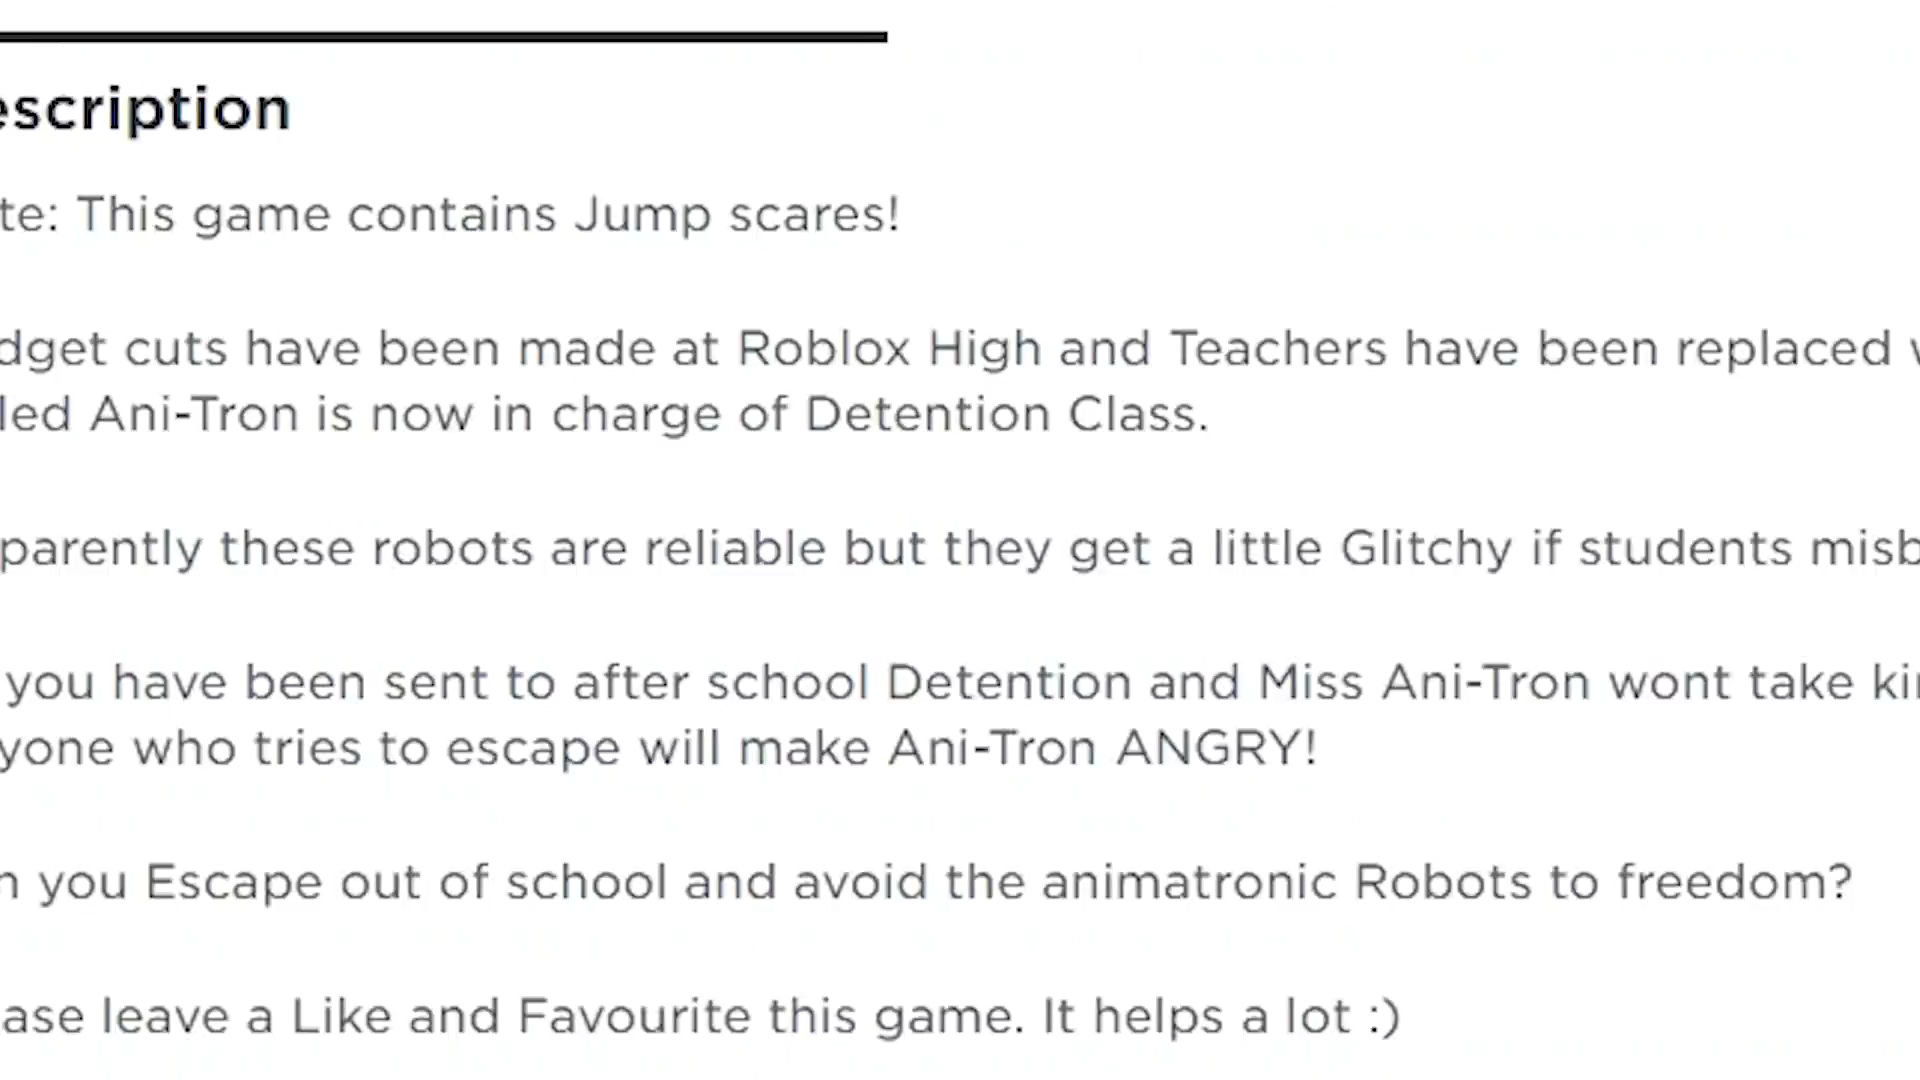 escription
te: This game contains Jump scares!
dget cuts have been made at Roblox High and Teachers have been replaced
led Ani-Tron is now in charge of Detention Class.
parently these robots are reliable but they get a little Glitchy if students misb
you have been sent to after school Detention and Miss Ani-Tron wont take ki
yone who tries to escape will make Ani-Tron ANGRY!
n you Escape out of school and avoid the animatronic Robots to freedom?
ase leave a Like and Favourite this game. It helps a lot :)